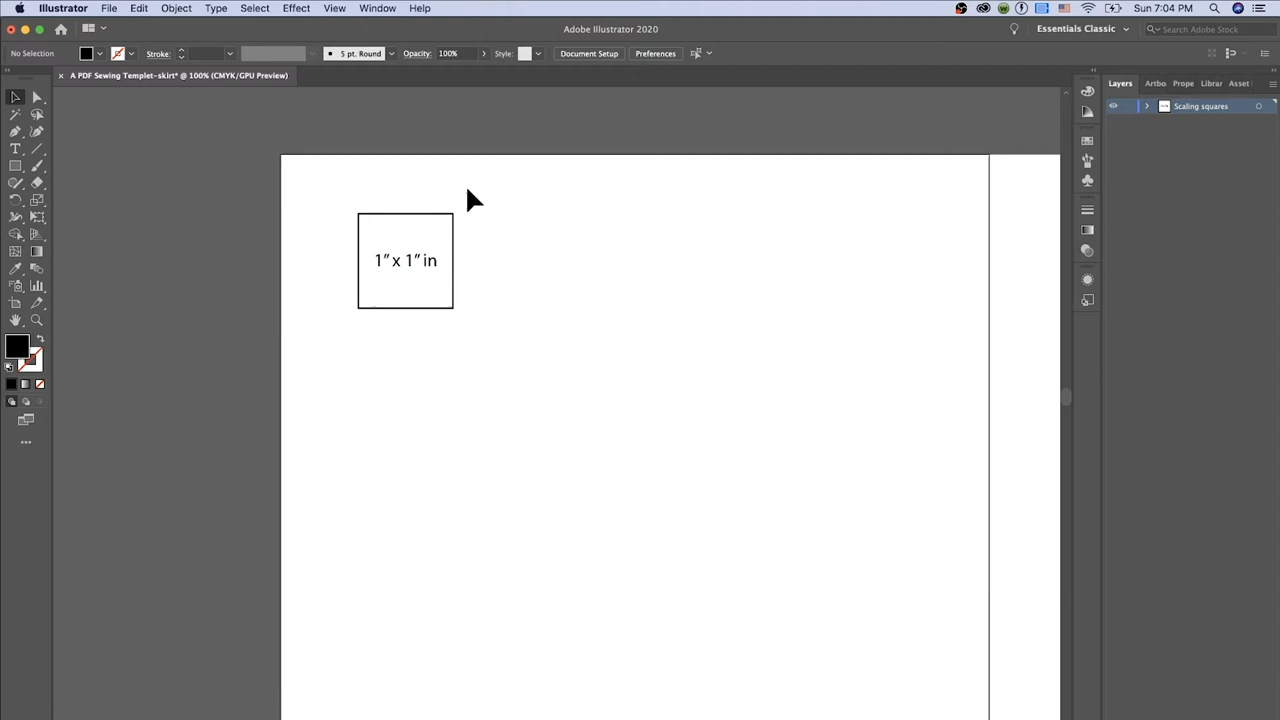 Illustrator File Edit Object Type Select Effect View Window Help Sun 7:04 PM
Adobe Illustrator 2020 Essentials Classic Search Adobe Stock
No Selection Stroke: 5 pt. Round Opacity: 100% Style: Document Setup Preferences
A PDF Sewing Templet-skirt* @ 100% (CMYK/GPU Preview)
Layers Artbo Prope Librar Asset
Scaling squares
1" x 1" in